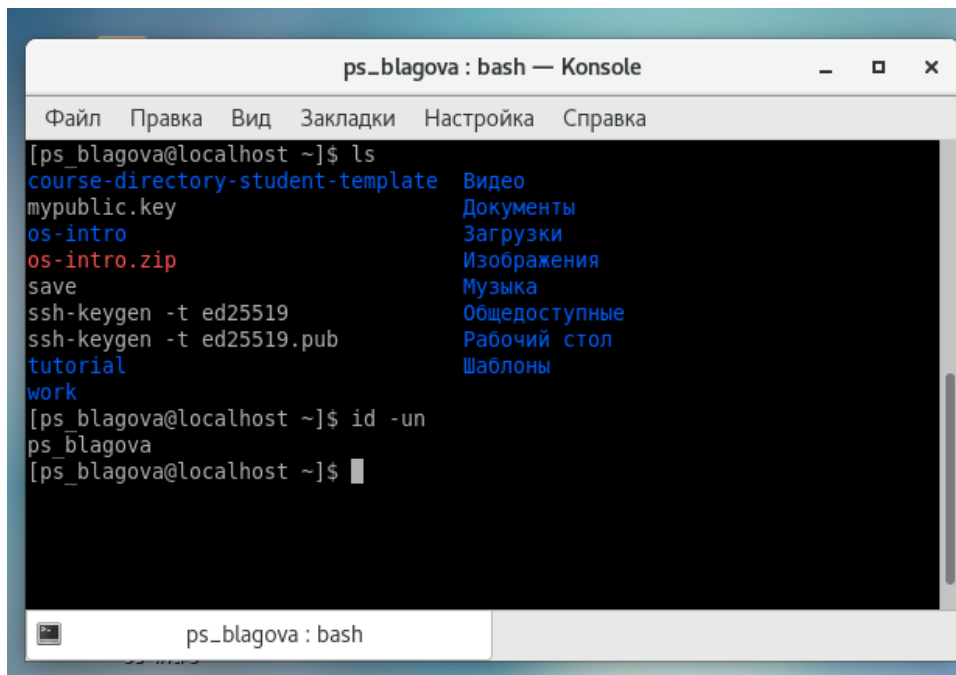 ps_blagova : bash — Konsole
Файл Правка Вид Закладки Настройка Справка
[ps_blagova@localhost ~]$ ls
course-directory-student-template Видео
mypublic.key Документы
os-intro Загрузки
os-intro.zip Изображения
save Музыка
ssh-keygen -t ed25519 Общедоступные
ssh-keygen -t ed25519.pub Рабочий стол
tutorial Шаблоны
work
[ps_blagova@localhost ~]$ id -un
ps_blagova
[ps_blagova@localhost ~]$
ps_blagova : bash